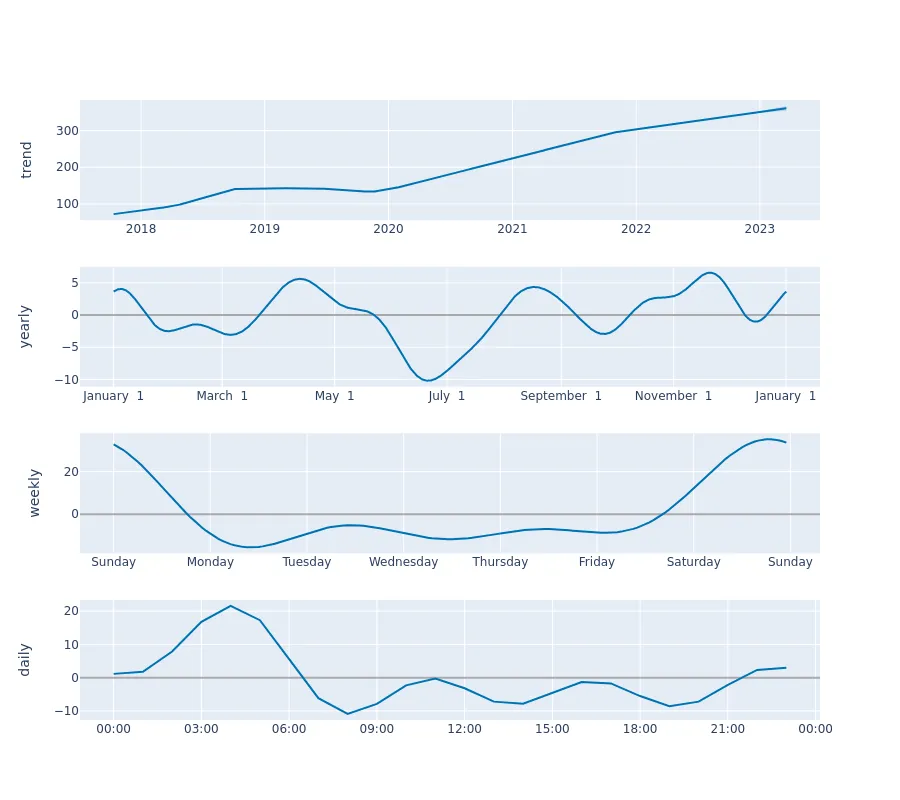 trend
300
200
100
2018 2019 2020 2021 2022 2023
yearly
5
0
−5
−10
January 1 March 1 May 1 July 1 September 1 November 1 January 1
weekly
20
0
Sunday Monday Tuesday Wednesday Thursday Friday Saturday Sunday
daily
20
10
0
−10
00:00 03:00 06:00 09:00 12:00 15:00 18:00 21:00 00:00